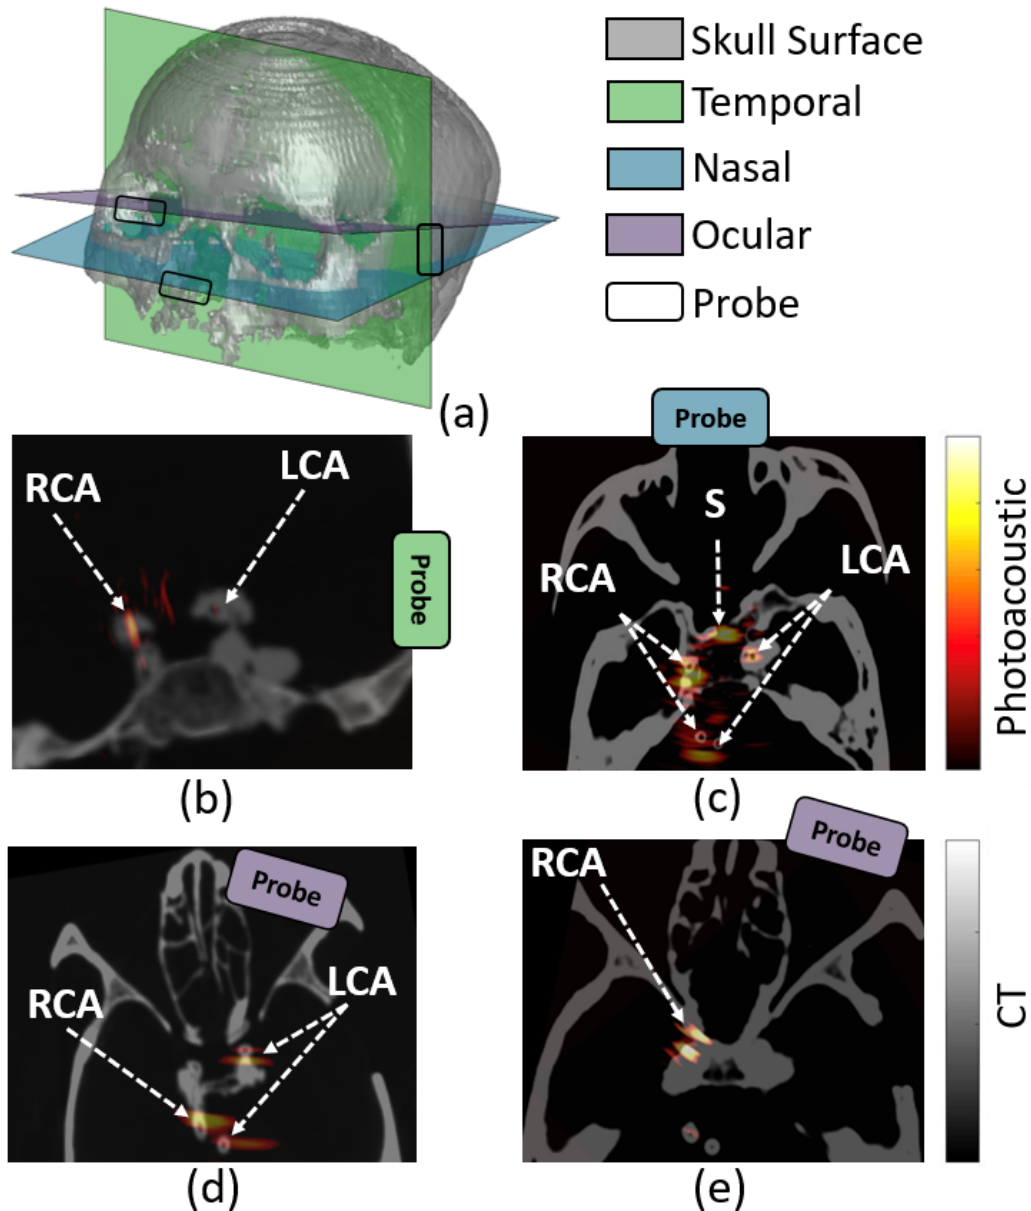 Skull Surface
Temporal
Nasal
Ocular
Probe
(a)
RCA
LCA
Probe
(b)
Probe
S
RCA
LCA
(c)
Photoacoustic
Probe
RCA
LCA
(d)
Probe
RCA
(e)
CT